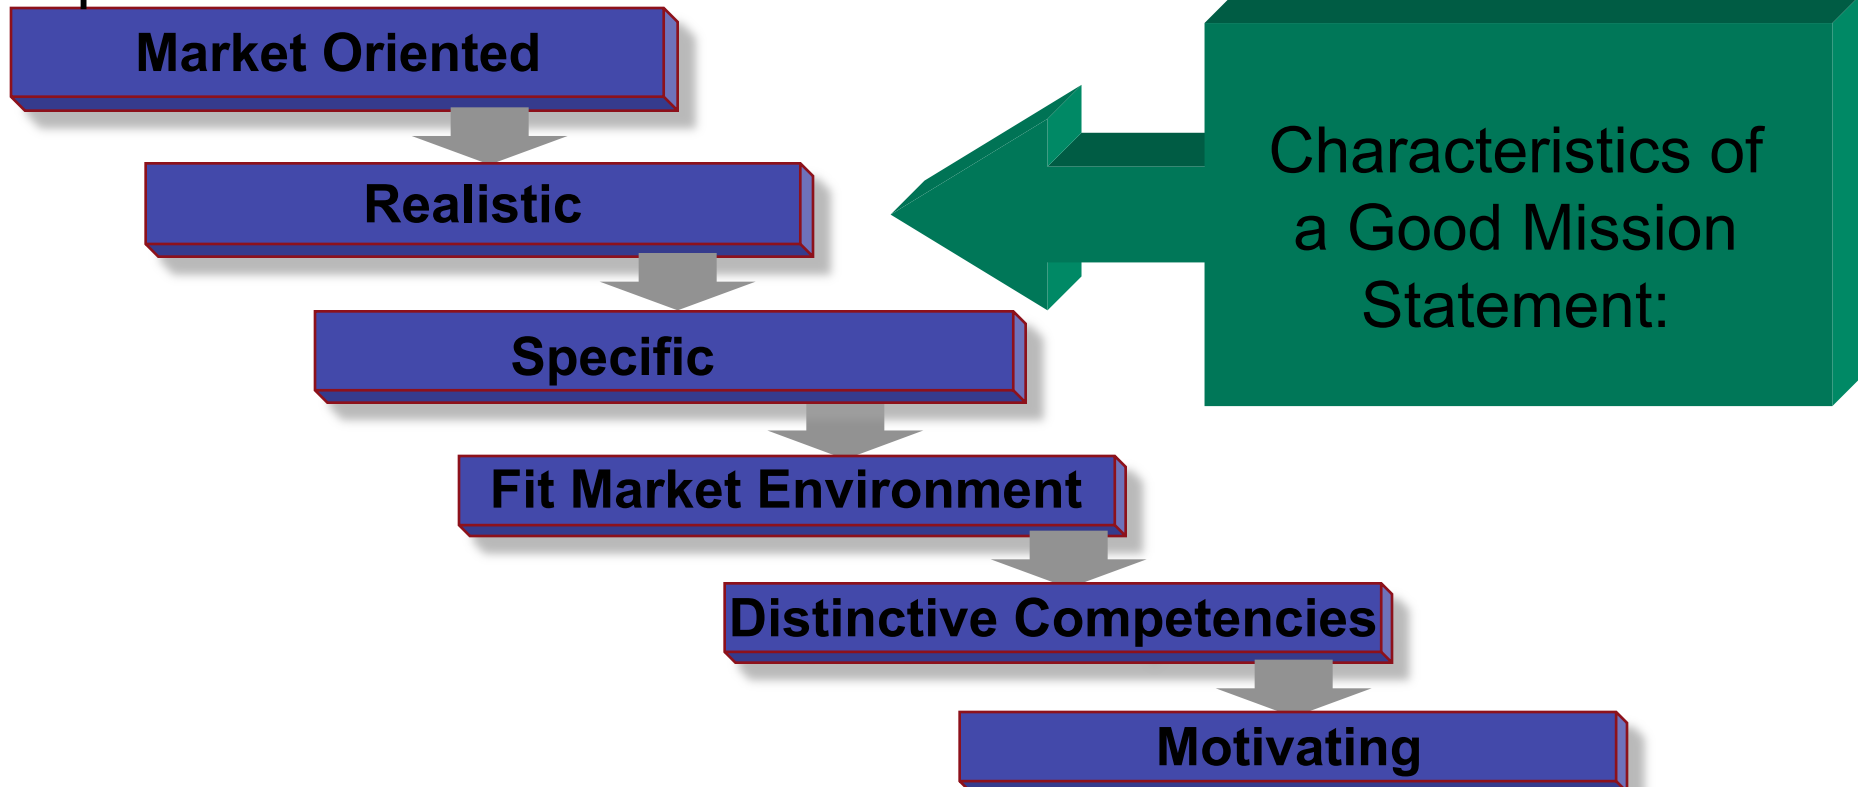 Market Oriented
Realistic
Specific
Fit Market Environment
Distinctive Competencies
Motivating
Characteristics of
a Good Mission
Statement: